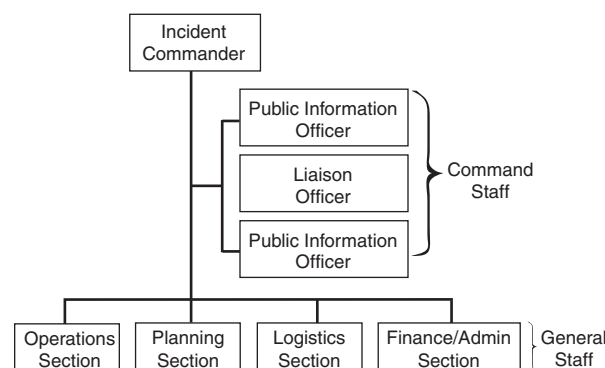 Incident
Commander
Public Information
Officer
Liaison
Officer
Command
Staff
Public Information
Officer
Operations
Section
Planning
Section
Logistics
Section
Finance/Admin
Section
General
Staff